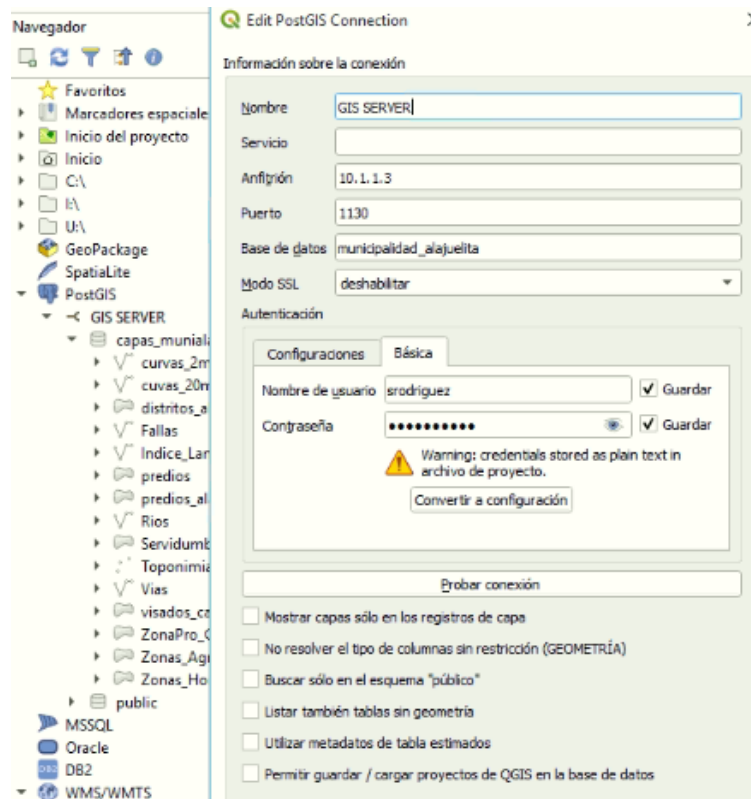 Navegador
Favoritos
Marcadores espaciale
Inicio del proyecto
Inicio
C:\
I:\
U:\
GeoPackage
SpatiaLite
PostGIS
GIS SERVER
capas_muniala
curvas_2m
cuvas_20m
distritos_a
Fallas
Indice_Lar
predios
predios_al
Rios
Servidumb
Toponimia
Vias
visados_ca
ZonaPro_C
Zonas_Agr
Zonas_Ho
public
MSSQL
Oracle
DB2
WMS/WMTS
Edit PostGIS Connection
Información sobre la conexión
Nombre GIS SERVER
Servicio
Anfitrión 10.1.1.3
Puerto 1130
Base de datos municipalidad_alajuelita
Modo SSL deshabilitar
Autenticación
Configuraciones Básica
Nombre de usuario srodriguez Guardar
Contraseña ●●●●●●●●●● Guardar
Warning: credentials stored as plain text in
archivo de proyecto.
Convertir a configuración
Probar conexión
Mostrar capas sólo en los registros de capa
No resolver el tipo de columnas sin restricción (GEOMETRÍA)
Buscar sólo en el esquema "público"
Listar también tablas sin geometría
Utilizar metadatos de tabla estimados
Permitir guardar / cargar proyectos de QGIS en la base de datos